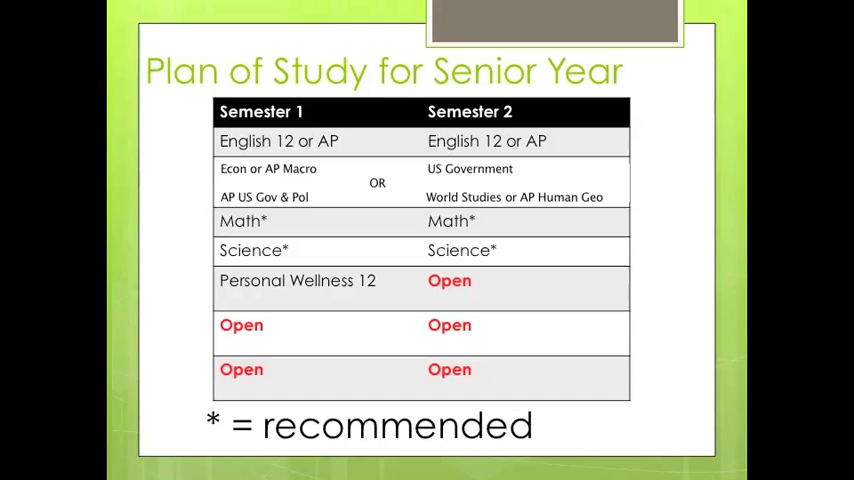 Plan of Study for Senior Year
Semester 1 Semester 2
English 12 or AP English 12 or AP
Econ or AP Macro US Government
OR
AP US Gov & Pol World Studies or AP Human Geo
Math* Math*
Science* Science*
Personal Wellness 12 Open
Open Open
Open Open
* = recommended